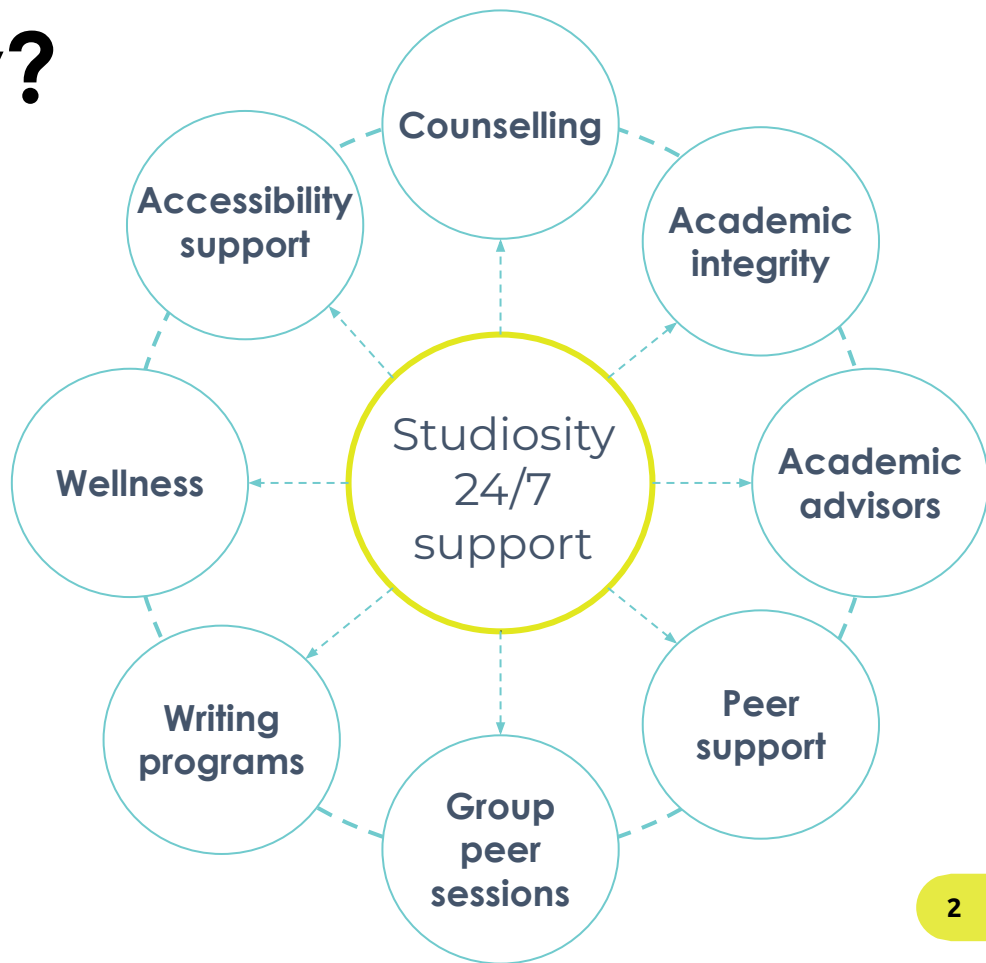 ?
Counselling
Accessibility
support
Academic
integrity
Studiosity
24/7
support
Wellness
Academic
advisors
Writing
programs
Peer
support
Group
peer
sessions
2